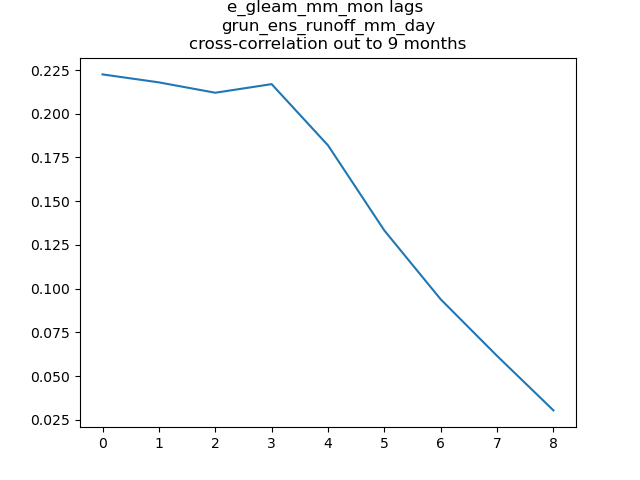 e_gleam_mm_mon lags
grun_ens_runoff_mm_day
cross-correlation out to 9 months
0.225
0.200
0.175
0.150
0.125
0.100
0.075
0.050
0.025
0 1 2 3 4 5 6 7 8